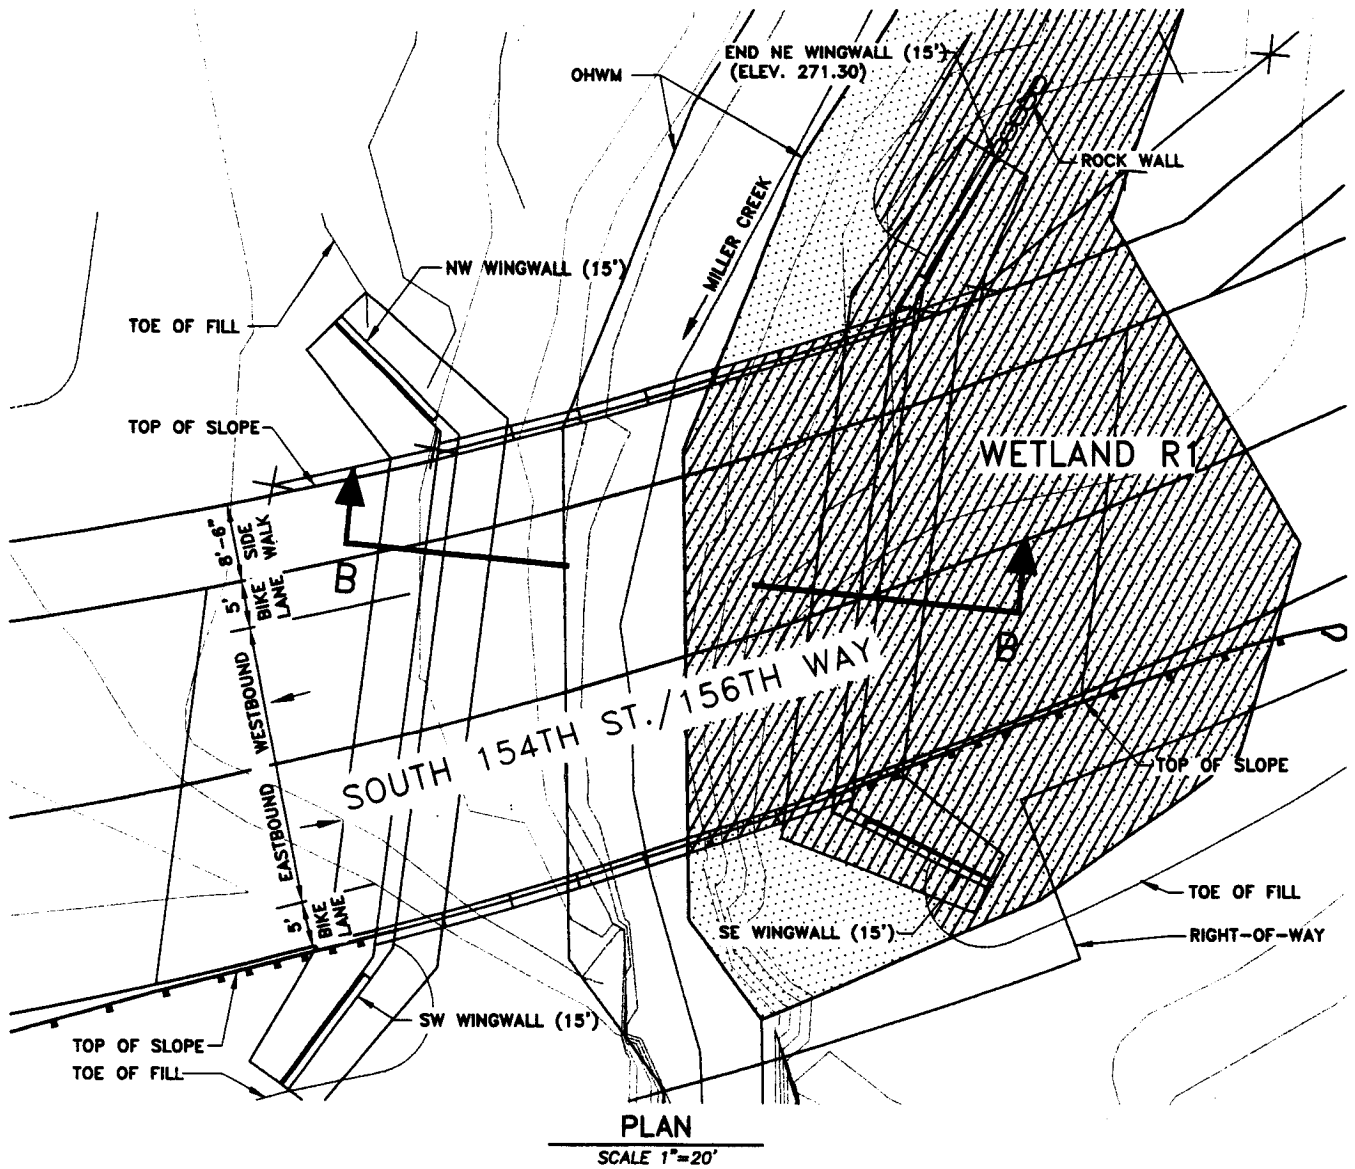 END NE WINGWALL (15')
(ELEV. 271.30')
OHWM
ROCK WALL
MILLER CREEK
NW WINGWALL (15')
TOE OF FILL
TOP OF SLOPE
WETLAND R1
8'-6"
SIDE
WALK
5'
BIKE
LANE
B
B
WESTBOUND
SOUTH 154TH ST./156TH WAY
EASTBOUND
TOP OF SLOPE
5'
BIKE
LANE
TOE OF FILL
SE WINGWALL (15')
RIGHT-OF-WAY
SW WINGWALL (15')
TOP OF SLOPE
TOE OF FILL
PLAN
SCALE 1"=20'